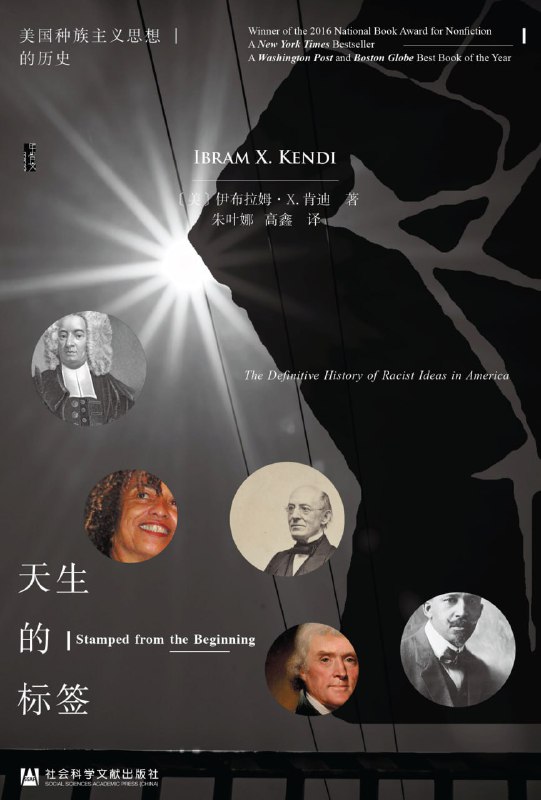 美国种族主义思想
的历史
Winner of the 2016 National Book Award for Nonfiction
A New York Times Bestseller
A Washington Post and Boston Globe Best Book of the Year
IBRAM X. KENDI
〔美〕伊布拉姆·X. 肯迪 著
朱叶娜 高鑫 译
The Definitive History of Racist Ideas in America
天生
的
标签
Stamped from the Beginning
社会科学文献出版社
SOCIAL SCIENCES ACADEMIC PRESS (CHINA)